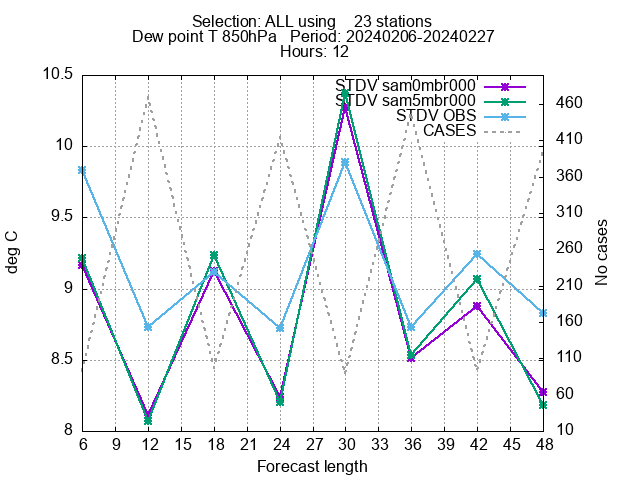 Selection: ALL using 23 stations
Dew point T 850hPa Period: 20240206-20240227
Hours: 12
STDV sam0mbr000
STDV sam5mbr000
STDV OBS
CASES
deg C
10.5
10
9.5
9
8.5
8
No cases
460
410
360
310
260
210
160
110
60
10
6 9 12 15 18 21 24 27 30 33 36 39 42 45 48
Forecast length